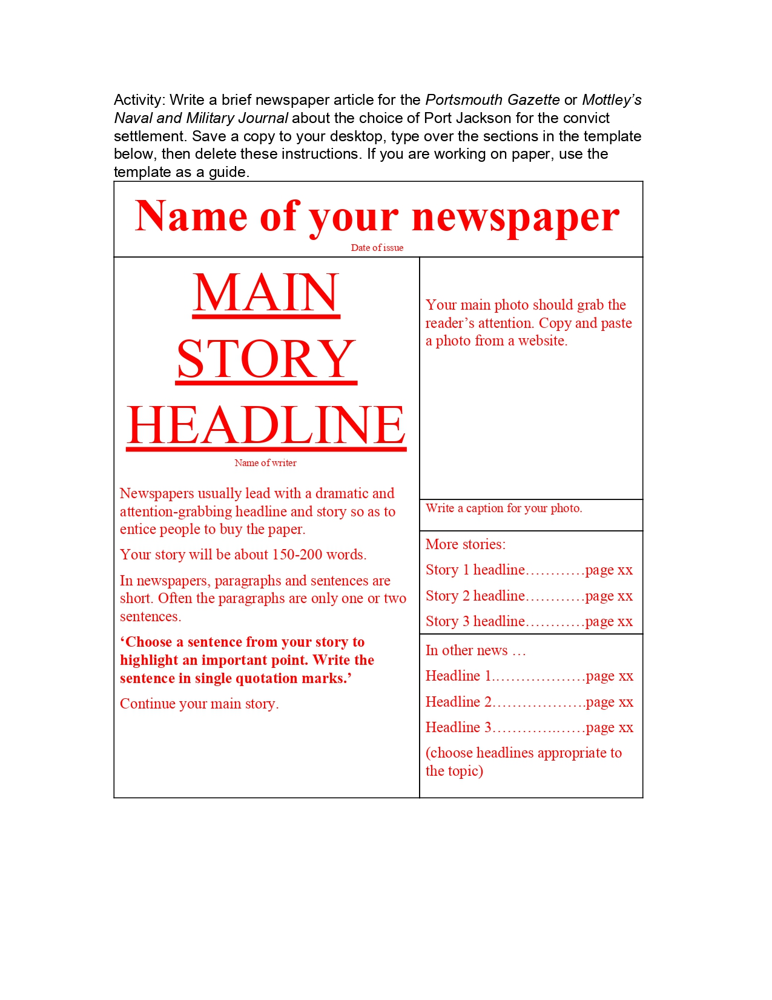 Activity: Write a brief newspaper article for the Portsmouth Gazette or Mottley’s
Naval and Military Journal about the choice of Port Jackson for the convict
settlement. Save a copy to your desktop, type over the sections in the template
below, then delete these instructions. If you are working on paper, use the
template as a guide.
Name of your newspaper
Date of issue
MAIN
STORY
HEADLINE
Name of writer
Newspapers usually lead with a dramatic and
attention-grabbing headline and story so as to
entice people to buy the paper.
Your story will be about 150-200 words.
In newspapers, paragraphs and sentences are
short. Often the paragraphs are only one or two
sentences.
‘Choose a sentence from your story to
highlight an important point. Write the
sentence in single quotation marks.’
Continue your main story.
Your main photo should grab the
reader’s attention. Copy and paste
a photo from a website.
Write a caption for your photo.
More stories:
Story 1 headline…………page xx
Story 2 headline…………page xx
Story 3 headline…………page xx
In other news …
Headline 1.………………page xx
Headline 2……………….page xx
Headline 3………….……page xx
(choose headlines appropriate to
the topic)